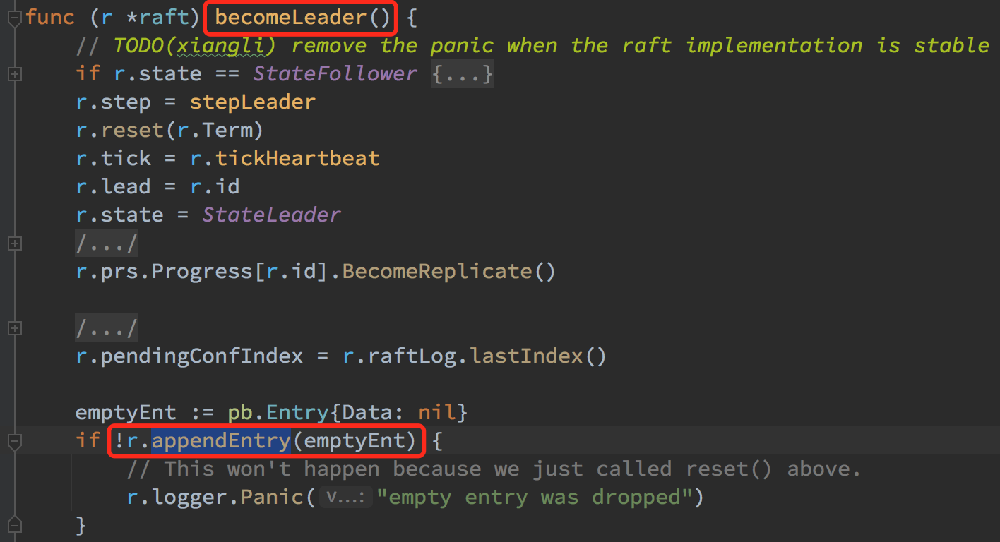 func (r *raft) becomeLeader() {
    // TODO(xiangli) remove the panic when the raft implementation is stable
    if r.state == StateFollower {...}
    r.step = stepLeader
    r.reset(r.Term)
    r.tick = r.tickHeartbeat
    r.lead = r.id
    r.state = StateLeader
    /.../
    r.prs.Progress[r.id].BecomeReplicate()
    /.../
    r.pendingConfIndex = r.raftLog.lastIndex()
    emptyEnt := pb.Entry{Data: nil}
    if !r.appendEntry(emptyEnt) {
        // This won't happen because we just called reset() above.
        r.logger.Panic( v...: "empty entry was dropped")
    }